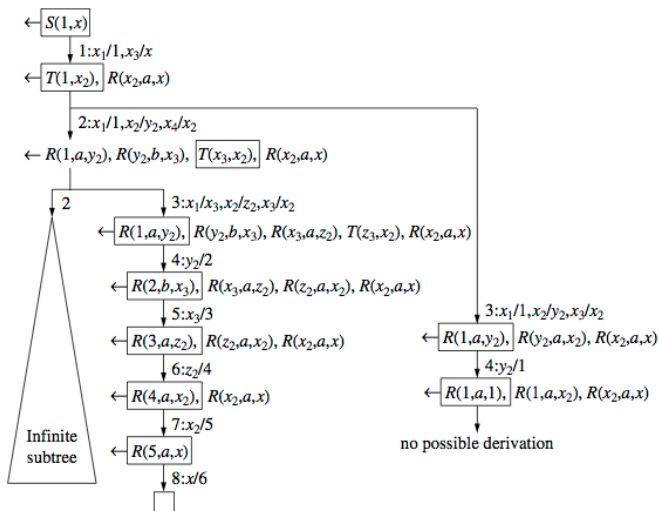 ← S(1,x)
1:x₁/1,x₃/x
← T(1,x₂), R(x₂,a,x)
2:x₁/1,x₂/y₂,x₄/x₂
← R(1,a,y₂), R(y₂,b,x₃), T(x₃,x₂), R(x₂,a,x)
2
3:x₁/x₃,x₂/z₂,x₃/x₂
← R(1,a,y₂), R(y₂,b,x₃), R(x₃,a,z₂), T(z₃,x₂), R(x₂,a,x)
4:y₂/2
← R(2,b,x₃), R(x₃,a,z₂), R(z₂,a,x₂), R(x₂,a,x)
5:x₃/3
← R(3,a,z₂), R(z₂,a,x₂), R(x₂,a,x)
6:z₂/4
← R(4,a,x₂), R(x₂,a,x)
7:x₂/5
← R(5,a,x)
8:x/6
Infinite
subtree
3:x₁/1,x₂/y₂,x₃/x₂
← R(1,a,y₂), R(y₂,a,x₂), R(x₂,a,x)
4:y₂/1
← R(1,a,1), R(1,a,x₂), R(x₂,a,x)
no possible derivation